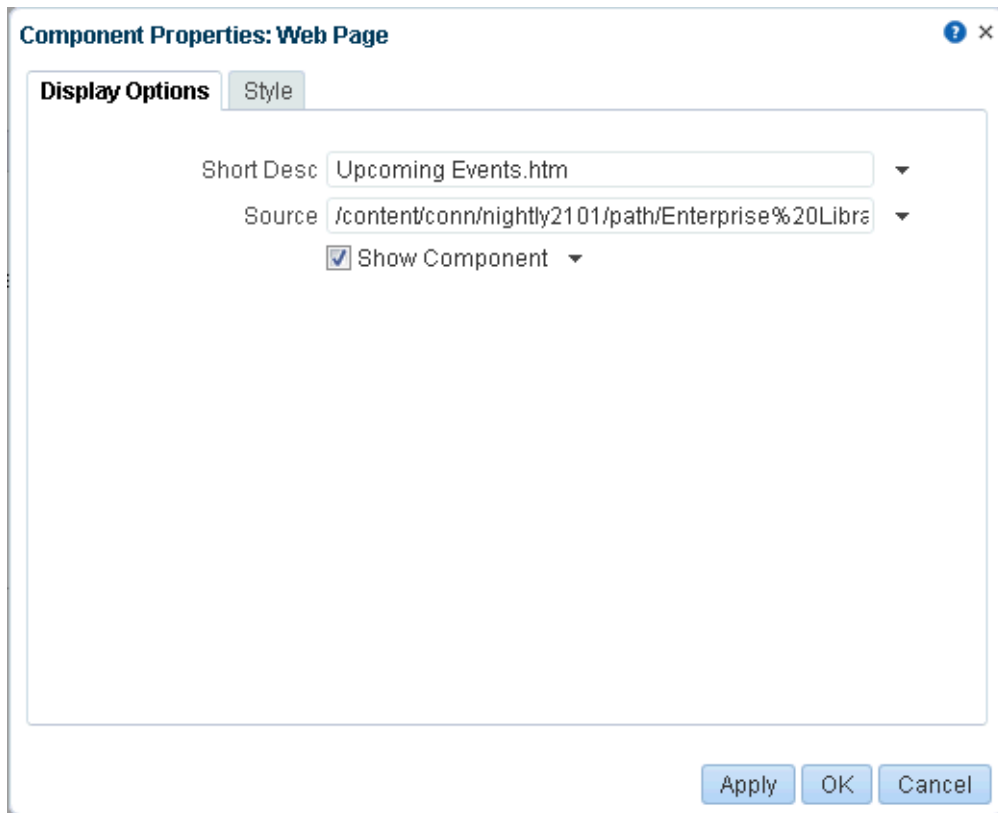 Component Properties: Web Page
Display Options Style
Short Desc Upcoming Events.htm
Source /content/conn/nightly2101/path/Enterprise%20Libra
Show Component
Apply OK Cancel